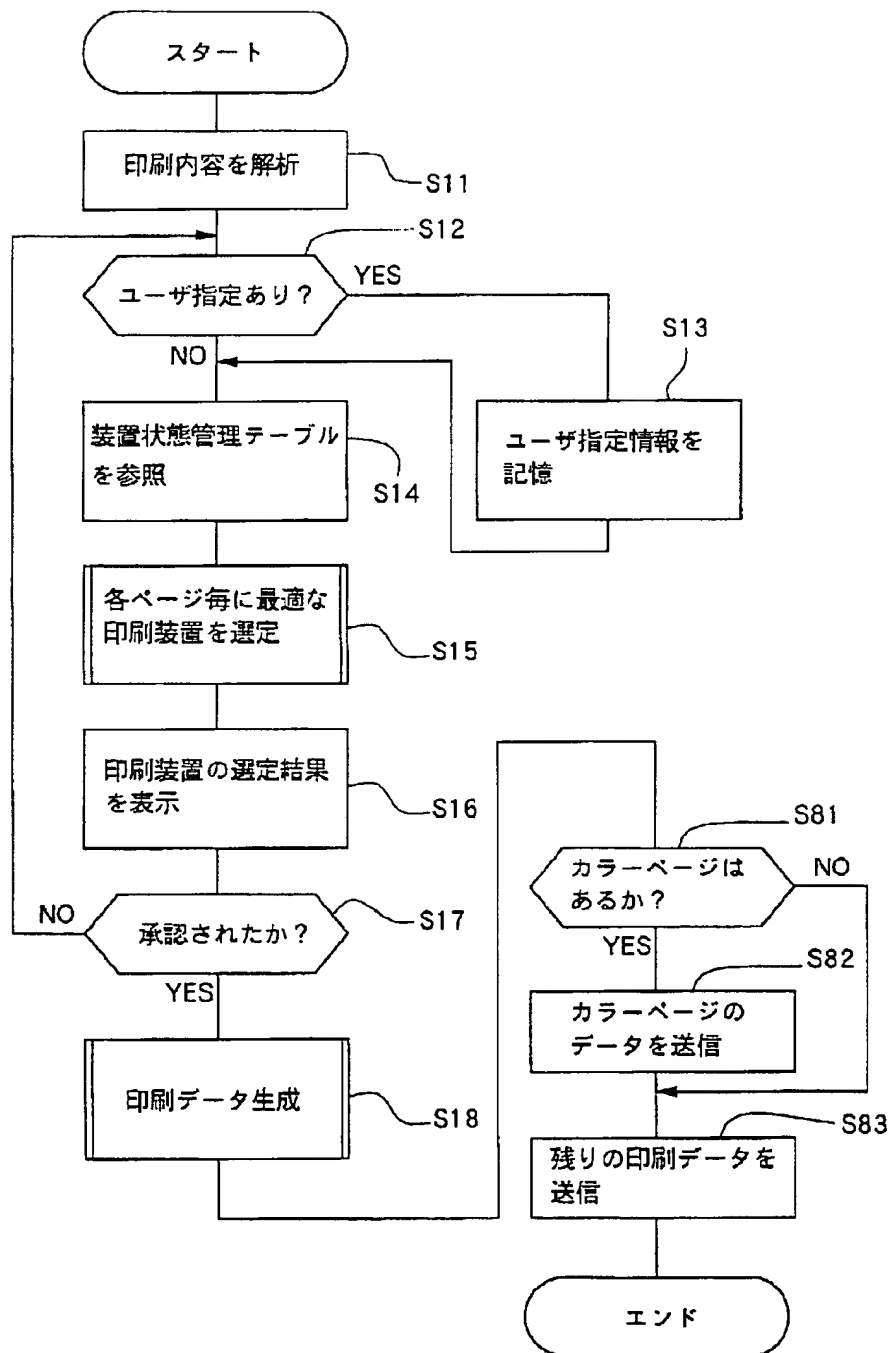 スタート
印刷内容を解析
S11
S12
ユーザ指定あり？
YES
NO
S13
ユーザ指定情報を
記憶
装置状態管理テーブル
を参照
S14
各ページ毎に最適な
印刷装置を選定
S15
印刷装置の選定結果
を表示
S16
承認されたか？
NO
S17
YES
印刷データ生成
S18
S81
カラーページは
あるか？
NO
YES
S82
カラーページの
データを送信
S83
残りの印刷データを
送信
エンド